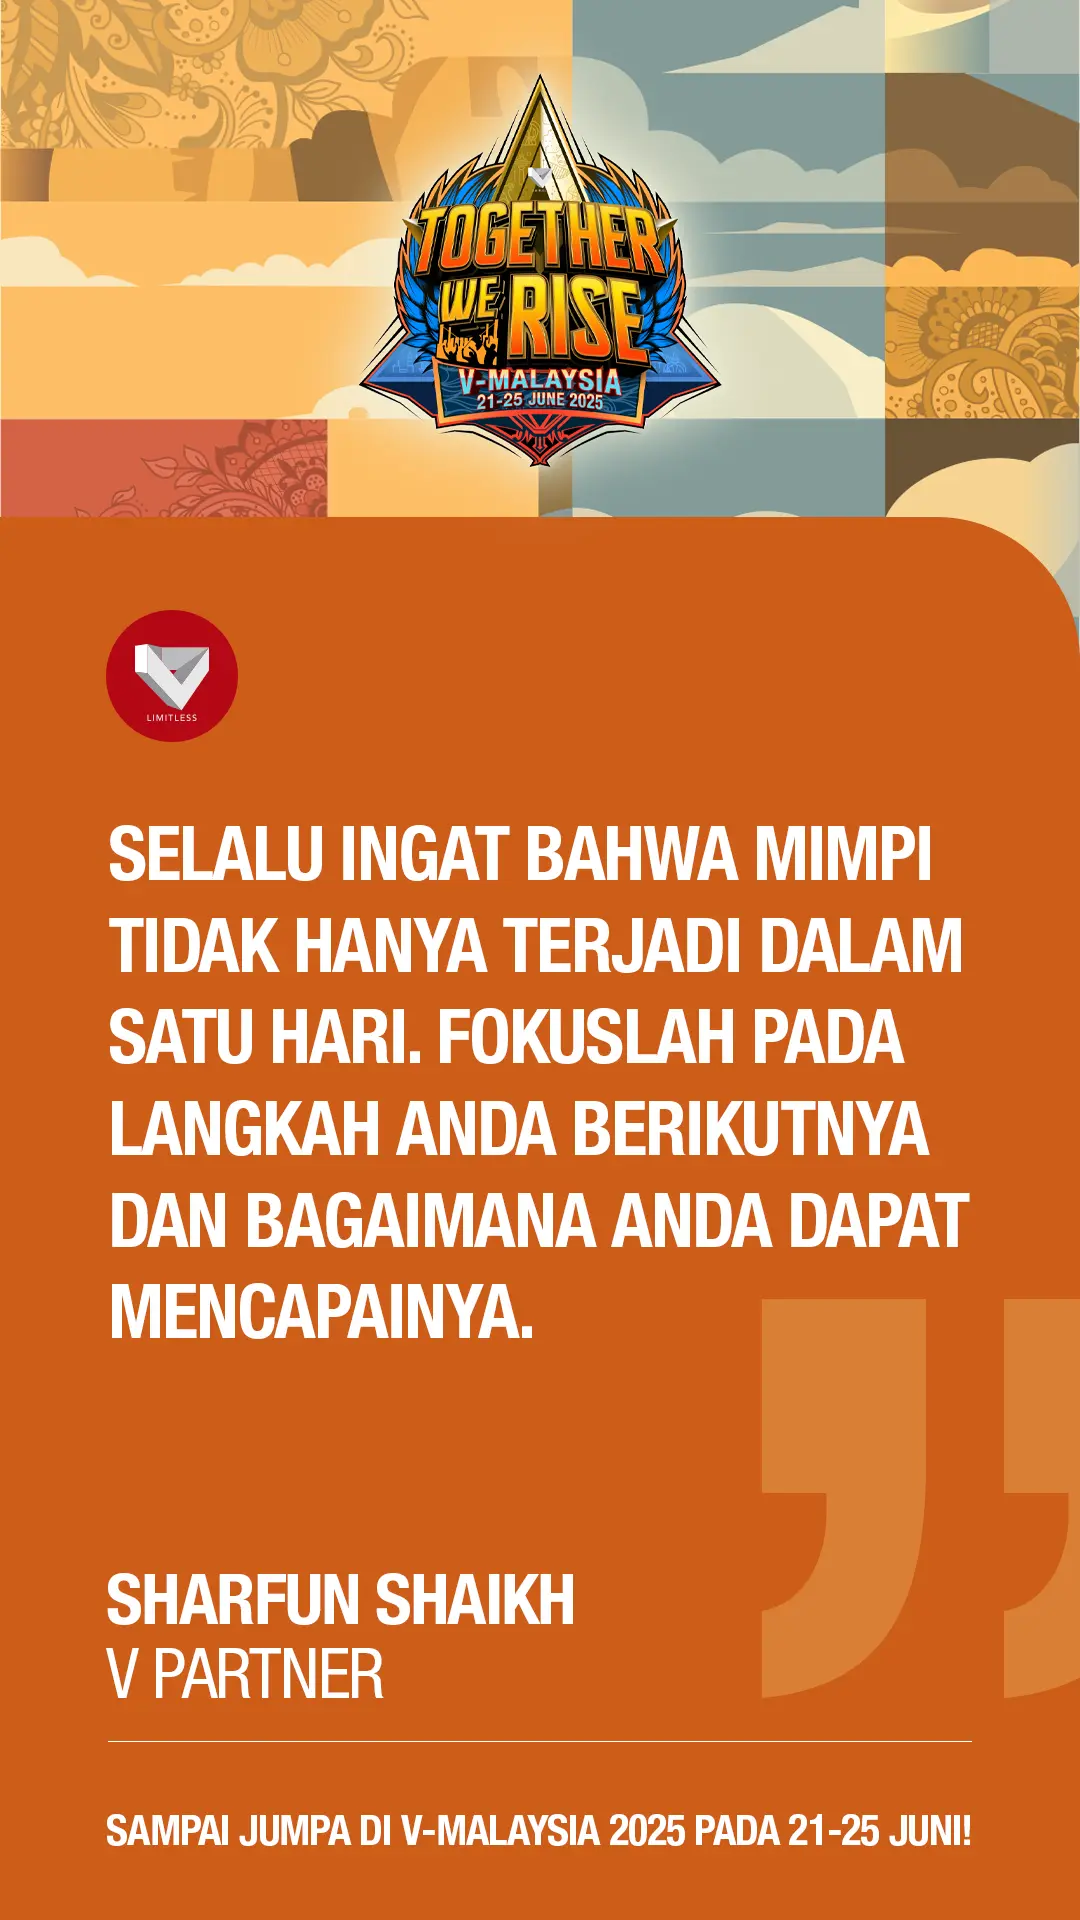 TOGETHER
WE RISE
V-MALAYSIA
21-25 JUNE 2025
LIMITLESS
SELALU INGAT BAHWA MIMPI
TIDAK HANYA TERJADI DALAM
SATU HARI. FOKUSLAH PADA
LANGKAH ANDA BERIKUTNYA
DAN BAGAIMANA ANDA DAPAT
MENCAPAINYA.
SHARFUN SHAIKH
V PARTNER
SAMPAI JUMPA DI V-MALAYSIA 2025 PADA 21-25 JUNI!